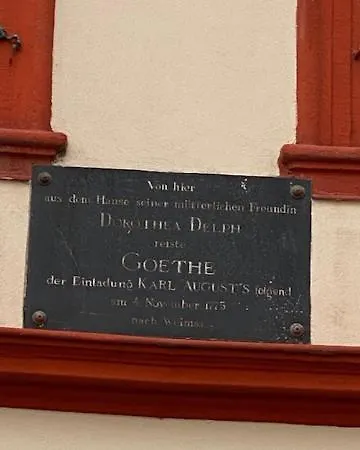 Von hier
aus dem Hause seiner mütterlichen Freundin
DOROTHEA DELPH
reiste
GOETHE
der Einladung KARL AUGUST'S folgend
am 4. November 1775
nach Weimar.